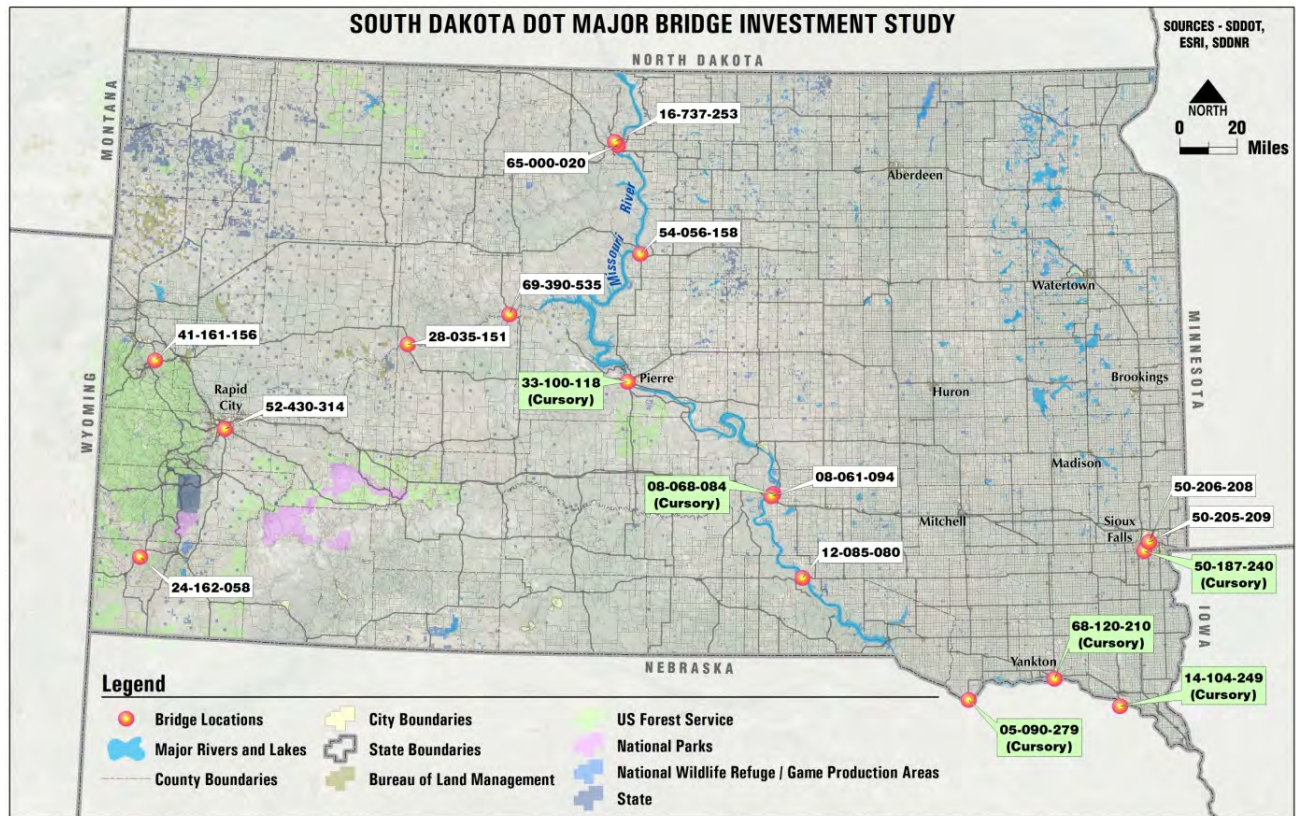 SOUTH DAKOTA DOT MAJOR BRIDGE INVESTMENT STUDY
SOURCES - SDDOT,
ESRI, SDDNR
NORTH DAKOTA
MONTANA
NORTH
0 20
Miles
16-737-253
65-000-020
Aberdeen
Missouri River
54-056-158
Watertown
69-390-535
41-161-156
28-035-151
MINNESOTA
WYOMING
Rapid
City
33-100-118
(Cursory)
Pierre
Huron
Brookings
52-430-314
Madison
08-068-084
(Cursory)
08-061-094
50-206-208
Mitchell
Sioux
Falls
50-205-209
24-162-058
12-085-080
50-187-240
(Cursory)
IOWA
68-120-210
(Cursory)
NEBRASKA
Yankton
14-104-249
(Cursory)
05-090-279
(Cursory)
Legend
Bridge Locations
Major Rivers and Lakes
County Boundaries
City Boundaries
State Boundaries
Bureau of Land Management
US Forest Service
National Parks
National Wildlife Refuge / Game Production Areas
State